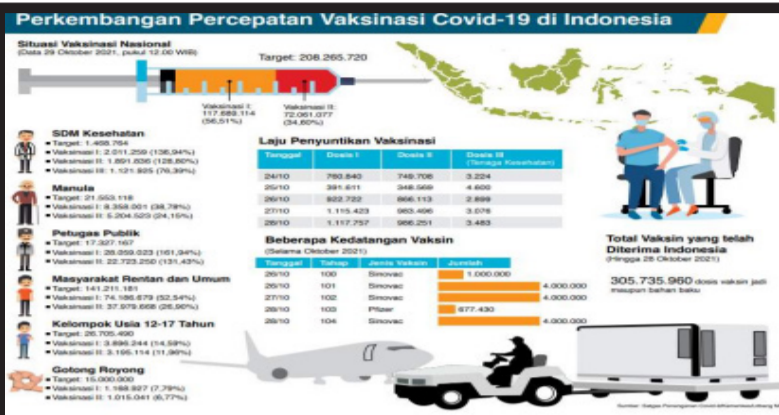 Perkembangan Percepatan Vaksinasi Covid-19 di Indonesia
Situasi Vaksinasi Nasional
(Data 29 Oktober 2021, pukul 12.00 WIB)
Target: 208.265.720
Vaksinasi I:
117.689.114
(56,51%)
Vaksinasi II:
72.061.077
(34,60%)
SDM Kesehatan
Target: 1.468.764
Vaksinasi I: 2.011.259 (136,94%)
Vaksinasi II: 1.891.836 (128,80%)
Vaksinasi III: 1.121.925 (76,39%)
Manula
Target: 21.553.118
Vaksinasi I: 8.358.001 (38,78%)
Vaksinasi II: 5.204.523 (24,15%)
Petugas Publik
Target: 17.327.167
Vaksinasi I: 28.059.023 (161,94%)
Vaksinasi II: 22.773.250 (131,43%)
Masyarakat Rentan dan Umum
Target: 141.211.181
Vaksinasi I: 74.186.679 (52,54%)
Vaksinasi II: 37.979.668 (26,90%)
Kelompok Usia 12-17 Tahun
Target: 26.705.490
Vaksinasi I: 3.896.244 (14,59%)
Vaksinasi II: 3.195.114 (11,96%)
Gotong Royong
Target: 15.000.000
Vaksinasi I: 1.168.927 (7,79%)
Vaksinasi II: 1.015.041 (6,77%)
Laju Penyuntikan Vaksinasi
Tanggal Dosis I Dosis II Dosis III
(Tenaga Kesehatan)
24/10 760.840 749.708 3.224
25/10 391.611 348.569 4.600
26/10 922.722 866.113 2.899
27/10 1.115.423 983.496 3.076
28/10 1.117.757 986.251 3.483
Beberapa Kedatangan Vaksin
(Selama Oktober 2021)
Tanggal Tahap Jenis Vaksin Jumlah
26/10 100 Sinovac 1.000.000
26/10 101 Sinovac 4.000.000
27/10 102 Sinovac 4.000.000
28/10 103 Pfizer 677.430
28/10 104 Sinovac 4.000.000
Total Vaksin yang telah
Diterima Indonesia
(Hingga 28 Oktober 2021)
305.735.960 dosis vaksin jadi
maupun bahan baku